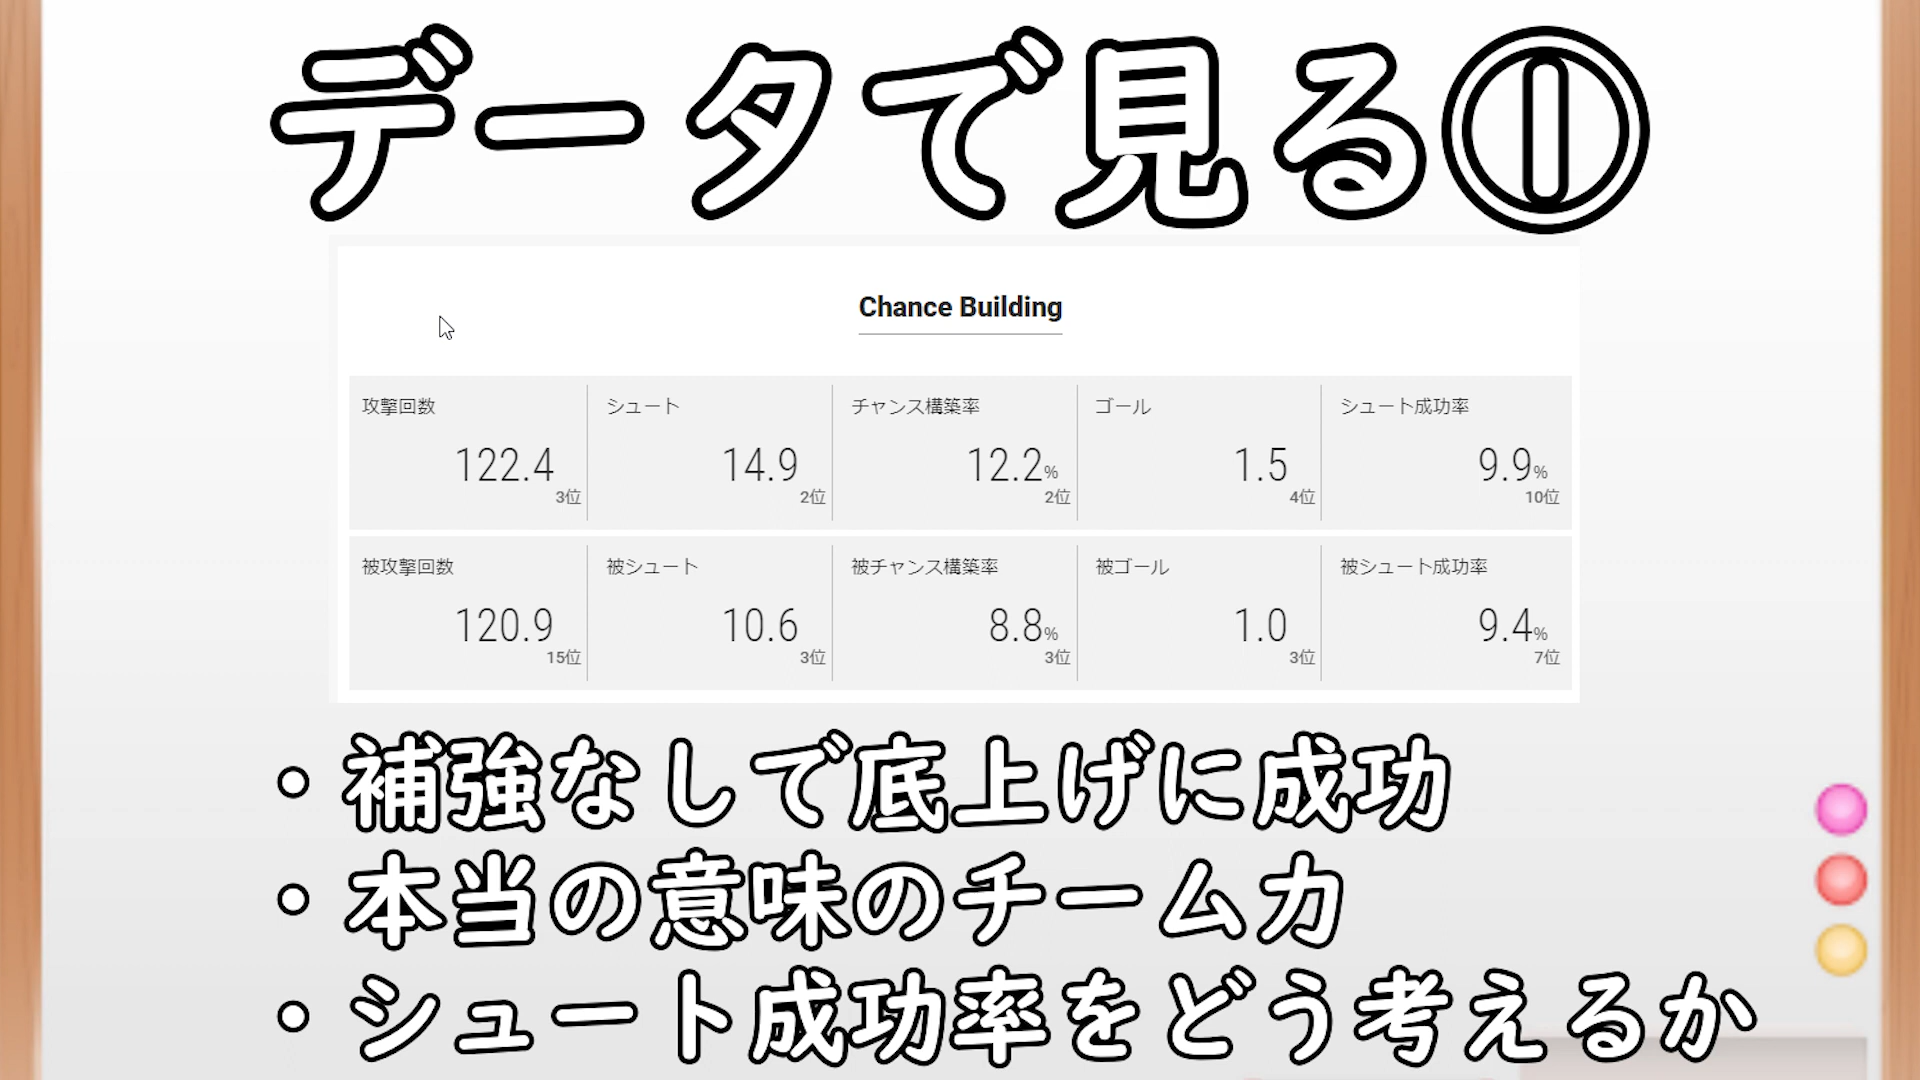 データで見る①
Chance Building
攻撃回数 シュート チャンス構築率 ゴール シュート成功率
122.4 14.9 12.2% 1.5 9.9%
3位 2位 2位 4位 10位
被攻撃回数 被シュート 被チャンス構築率 被ゴール 被シュート成功率
120.9 10.6 8.8% 1.0 9.4%
15位 3位 3位 3位 7位
・補強なしで底上げに成功
・本当の意味のチーム力
・シュート成功率をどう考えるか